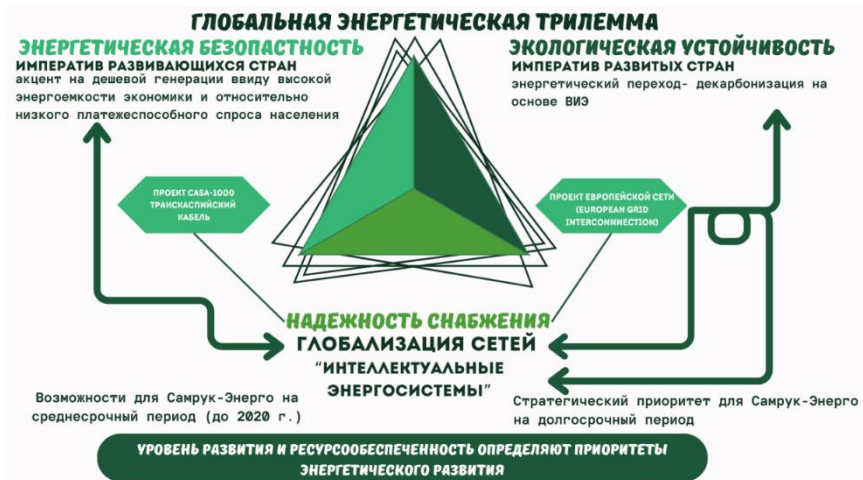 ГЛОБАЛЬНАЯ ЭНЕРГЕТИЧЕСКАЯ ТРИЛЕММА
ЭНЕРГЕТИЧЕСКАЯ БЕЗОПАСТНОСТЬ
ИМПЕРАТИВ РАЗВИВАЮЩИХСЯ СТРАН
акцент на дешевой генерации ввиду высокой
энергоемкости экономики и относительно
низкого платежеспособного спроса населения
ЭКОЛОГИЧЕСКАЯ УСТОЙЧИВОСТЬ
ИМПЕРАТИВ РАЗВИТЫХ СТРАН
энергетический переход- декарбонизация на
основе ВИЭ
ПРОЕКТ CASA-1000
ТРАНСКАСПИЙСКИЙ
КАБЕЛЬ
ПРОЕКТ ЕВРОПЕЙСКОЙ СЕТИ
(EUROPEAN GRID
INTERCONNNECTION)
НАДЕЖНОСТЬ СНАБЖЕНИЯ
ГЛОБАЛИЗАЦИЯ СЕТЕЙ
"ИНТЕЛЛЕКТУАЛЬНЫЕ
ЭНЕРГОСИСТЕМЫ"
Возможности для Самрук-Энерго на
среднесрочный период (до 2020 г.)
Стратегический приоритет для Самрук-Энерго
на долгосрочный период
УРОВЕНЬ РАЗВИТИЯ И РЕСУРСООБЕСПЕЧЕННОСТЬ ОПРЕДЕЛЯЮТ ПРИОРИТЕТЫ
ЭНЕРГЕТИЧЕСКОГО РАЗВИТИЯ